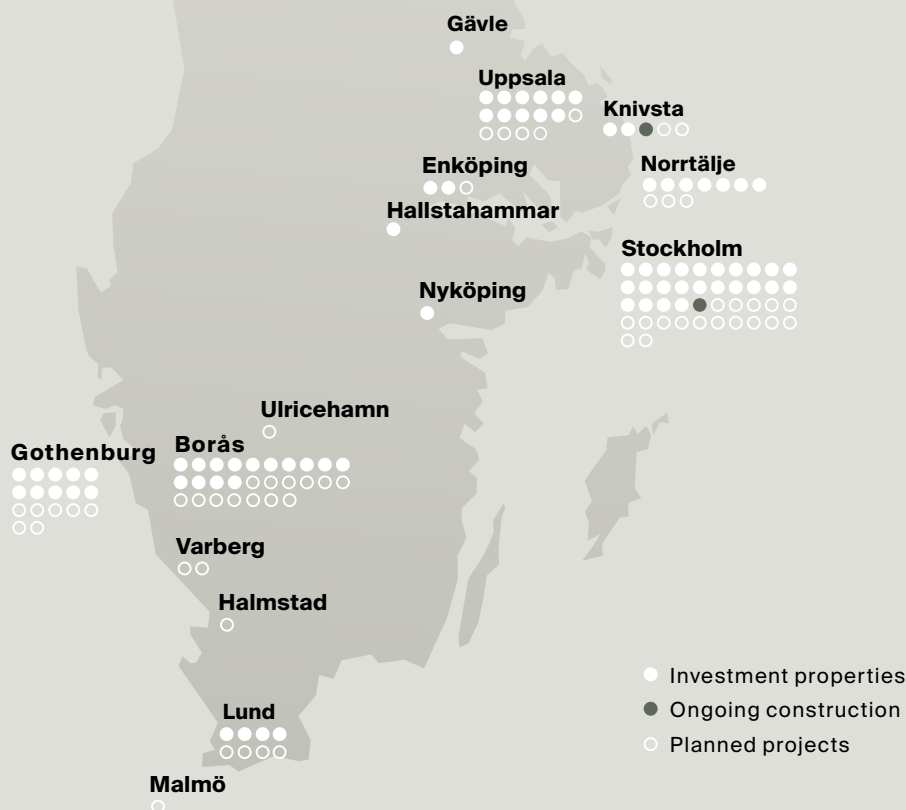 Gävle
Uppsala
Knivsta
Enköping
Norrtälje
Hallstahammar
Stockholm
Nyköping
Ulricehamn
Gothenburg
Borås
Varberg
Halmstad
Investment properties
Ongoing construction
Lund
Planned projects
Malmö